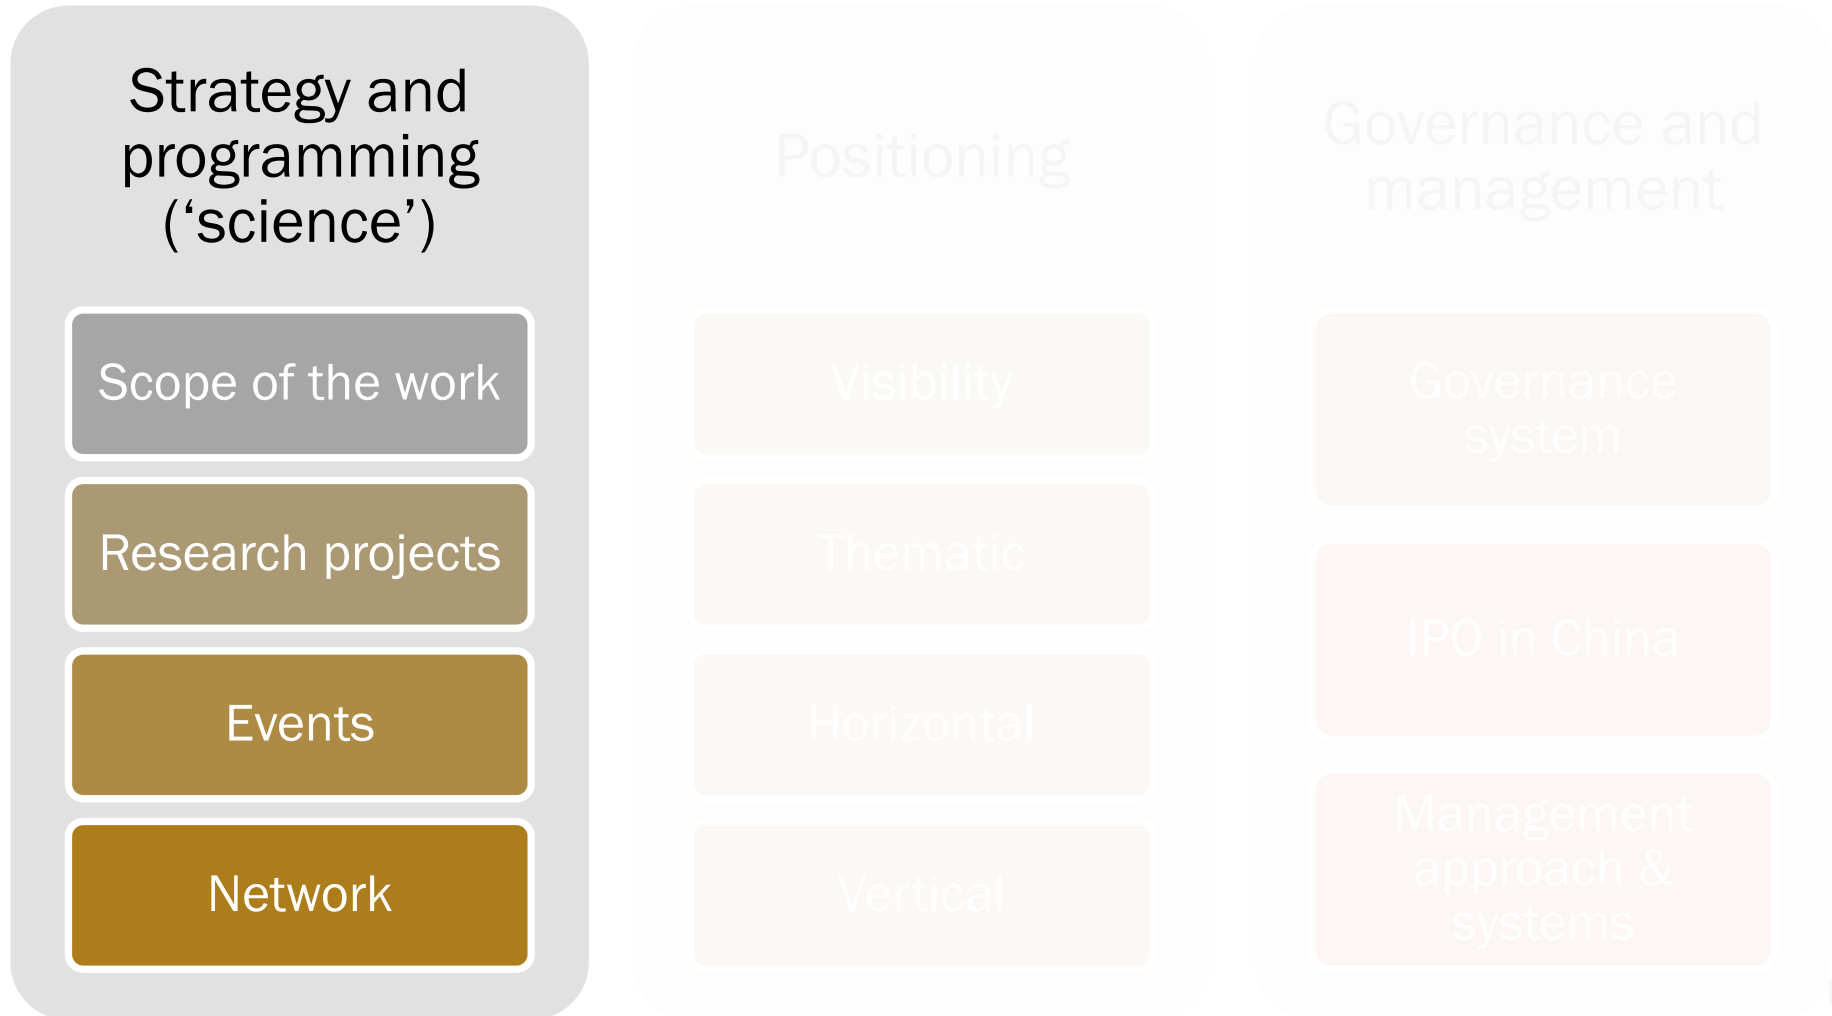 Strategy and
programming
(‘science’)
Scope of the work
Research projects
Events
Network
Positioning
Visibility
Thematic
Horizontal
Vertical
Governance and
management
Governance
system
IPO in China
Management
approach &
systems